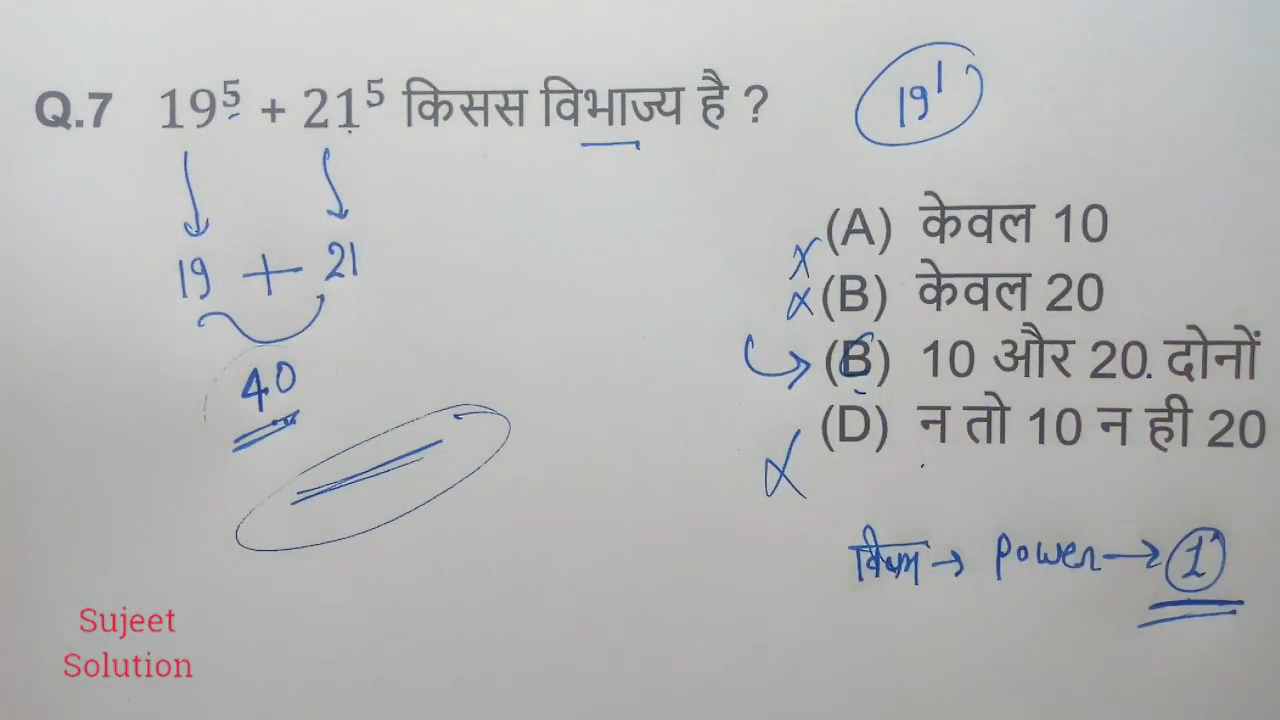 Q.7 19⁵ + 21⁵ किसस विभाज्य है ?
19¹
19 + 21
40
(A) केवल 10
(B) केवल 20
(B) 10 और 20. दोनों
(D) न तो 10 न ही 20
विषम → Power → 1
Sujeet
Solution